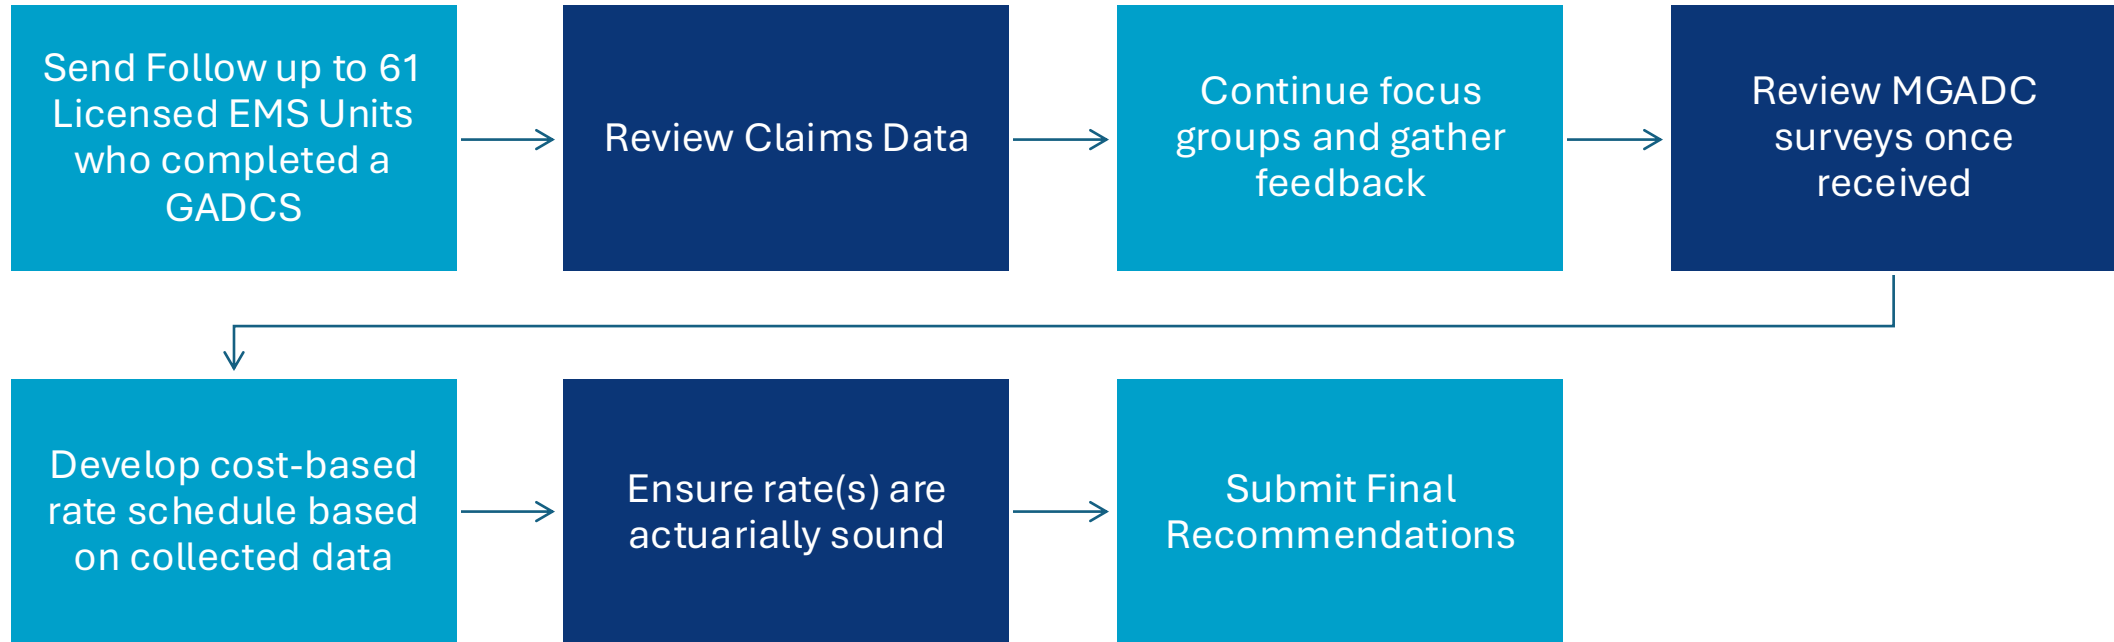 Send Follow up to 61
Licensed EMS Units
who completed a
GADCS
Review Claims Data
Continue focus
groups and gather
feedback
Review MGADC
surveys once
received
Develop cost-based
rate schedule based
on collected data
Ensure rate(s) are
actuarially sound
Submit Final
Recommendations